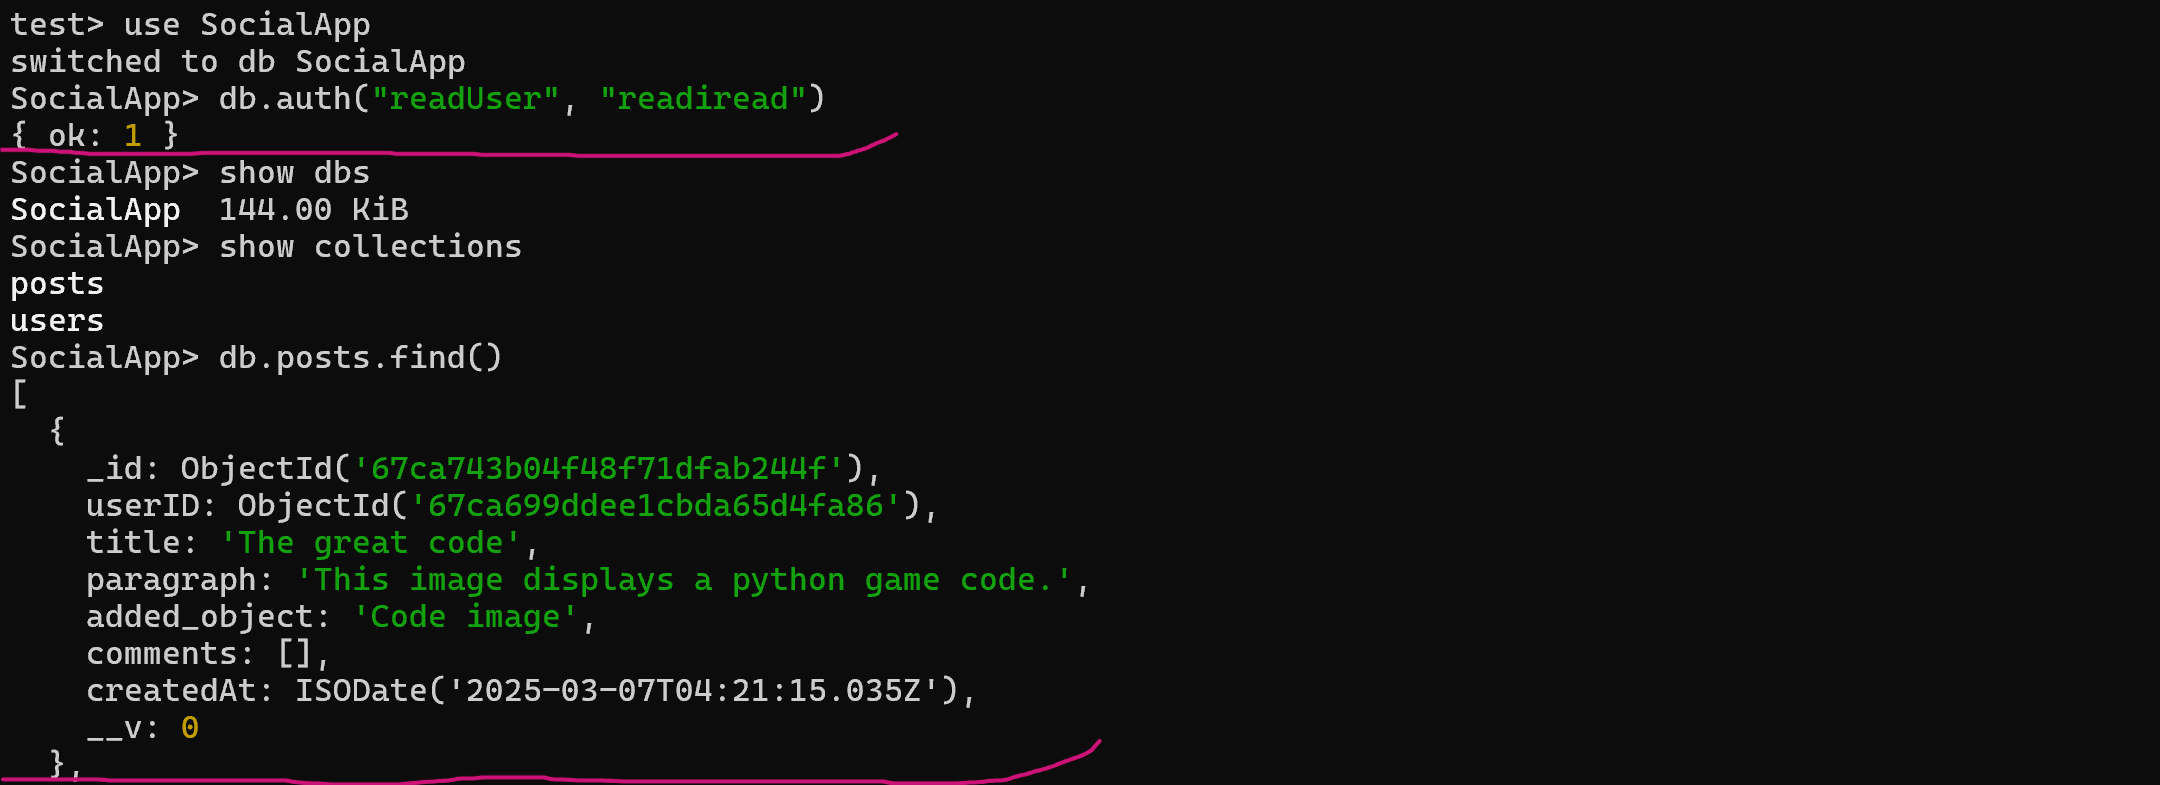 test> use SocialApp
switched to db SocialApp
SocialApp> db.auth("readUser", "readiread")
{ ok: 1 }
SocialApp> show dbs
SocialApp  144.00 KiB
SocialApp> show collections
posts
users
SocialApp> db.posts.find()
[
  {
    _id: ObjectId('67ca743b04f48f71dfab244f'),
    userID: ObjectId('67ca699ddee1cbda65d4fa86'),
    title: 'The great code',
    paragraph: 'This image displays a python game code.',
    added_object: 'Code image',
    comments: [],
    createdAt: ISODate('2025-03-07T04:21:15.035Z'),
    __v: 0
  },